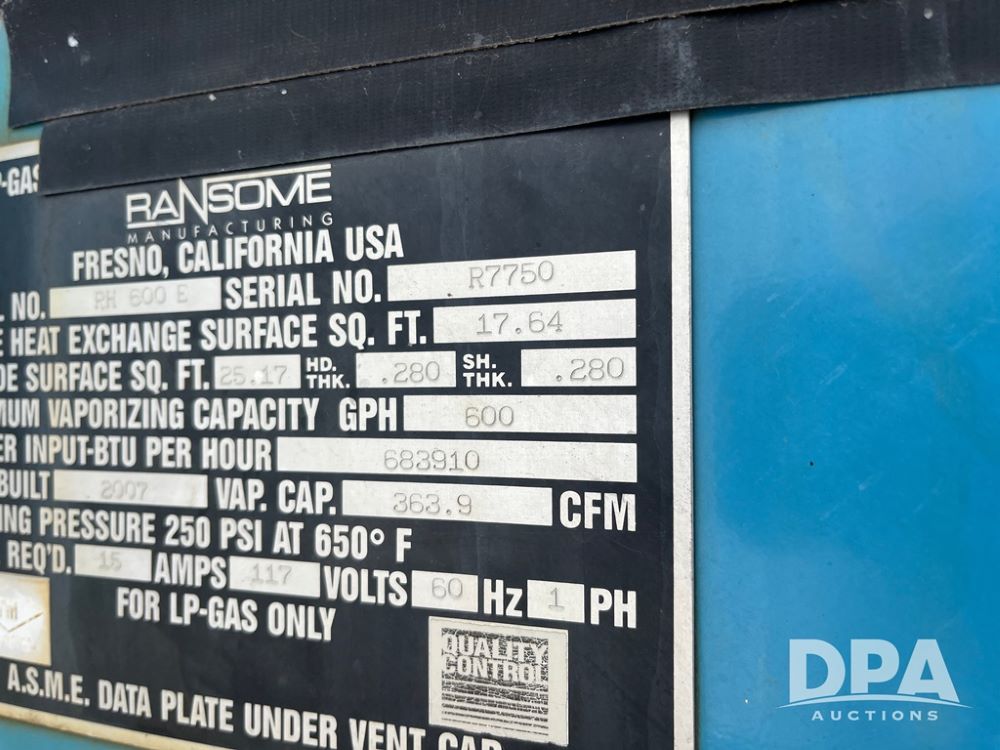 P-GAS
RANSOME
MANUFACTURING
FRESNO, CALIFORNIA USA
L NO. RH 600 E SERIAL NO. R7750
E HEAT EXCHANGE SURFACE SQ. FT. 17.64
DE SURFACE SQ. FT. 25.17 HD. THK. .280 SH. THK. .280
MUM VAPORIZING CAPACITY GPH 600
ER INPUT-BTU PER HOUR 683910
BUILT 2007 VAP. CAP. 363.9 CFM
ING PRESSURE 250 PSI AT 650° F
REQ'D. 15 AMPS 117 VOLTS 60 Hz 1 PH
FOR LP-GAS ONLY
QUALITY
CONTROL
A.S.M.E. DATA PLATE UNDER VENT CAP
DPA
AUCTIONS